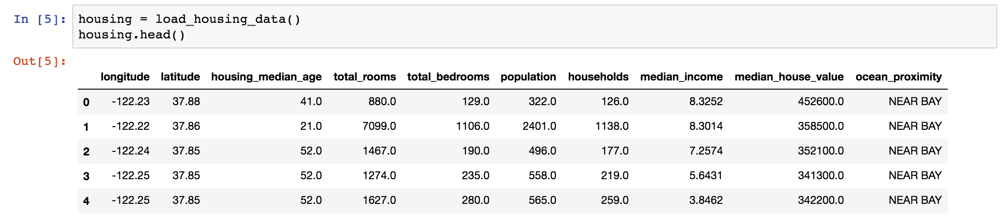 In [5]: housing = load_housing_data()
housing.head()
Out[5]:
longitude latitude housing_median_age total_rooms total_bedrooms population households median_income median_house_value ocean_proximity
0 -122.23 37.88 41.0 880.0 129.0 322.0 126.0 8.3252 452600.0 NEAR BAY
1 -122.22 37.86 21.0 7099.0 1106.0 2401.0 1138.0 8.3014 358500.0 NEAR BAY
2 -122.24 37.85 52.0 1467.0 190.0 496.0 177.0 7.2574 352100.0 NEAR BAY
3 -122.25 37.85 52.0 1274.0 235.0 558.0 219.0 5.6431 341300.0 NEAR BAY
4 -122.25 37.85 52.0 1627.0 280.0 565.0 259.0 3.8462 342200.0 NEAR BAY